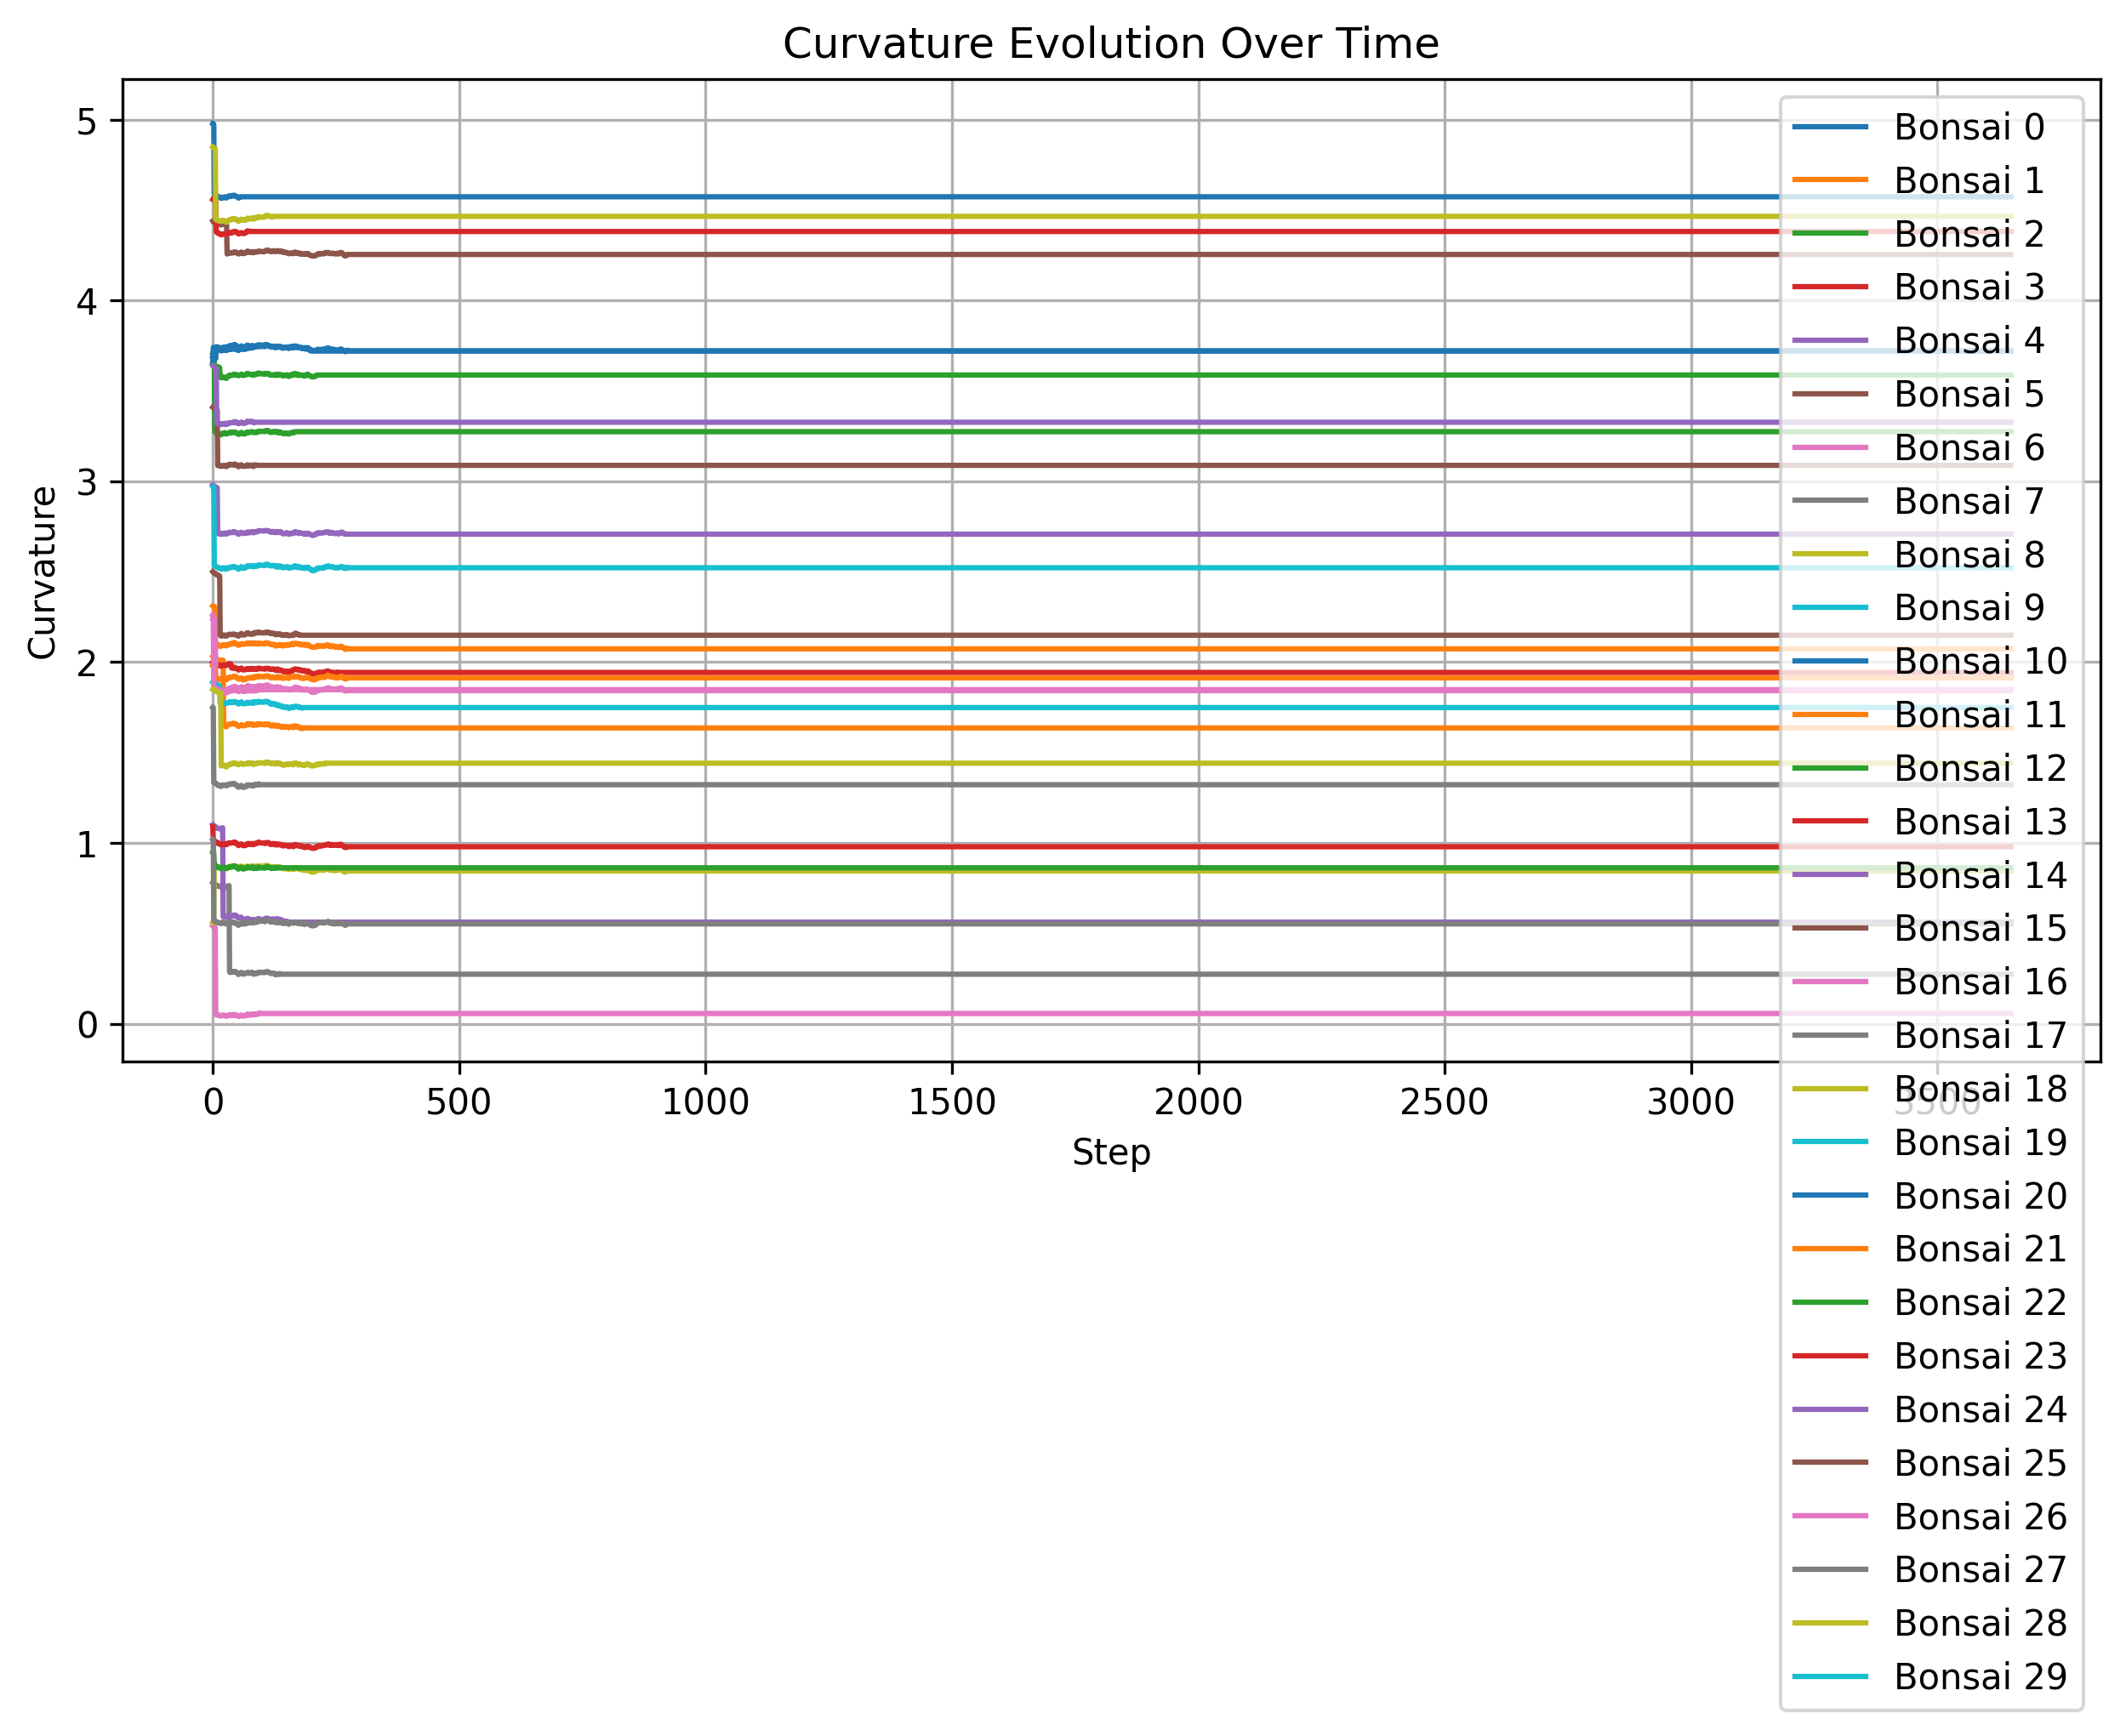 Curvature Evolution Over Time
5
4
3
2
1
0
Curvature
0 500 1000 1500 2000 2500 3000 3500
Step
Bonsai 0
Bonsai 1
Bonsai 2
Bonsai 3
Bonsai 4
Bonsai 5
Bonsai 6
Bonsai 7
Bonsai 8
Bonsai 9
Bonsai 10
Bonsai 11
Bonsai 12
Bonsai 13
Bonsai 14
Bonsai 15
Bonsai 16
Bonsai 17
Bonsai 18
Bonsai 19
Bonsai 20
Bonsai 21
Bonsai 22
Bonsai 23
Bonsai 24
Bonsai 25
Bonsai 26
Bonsai 27
Bonsai 28
Bonsai 29